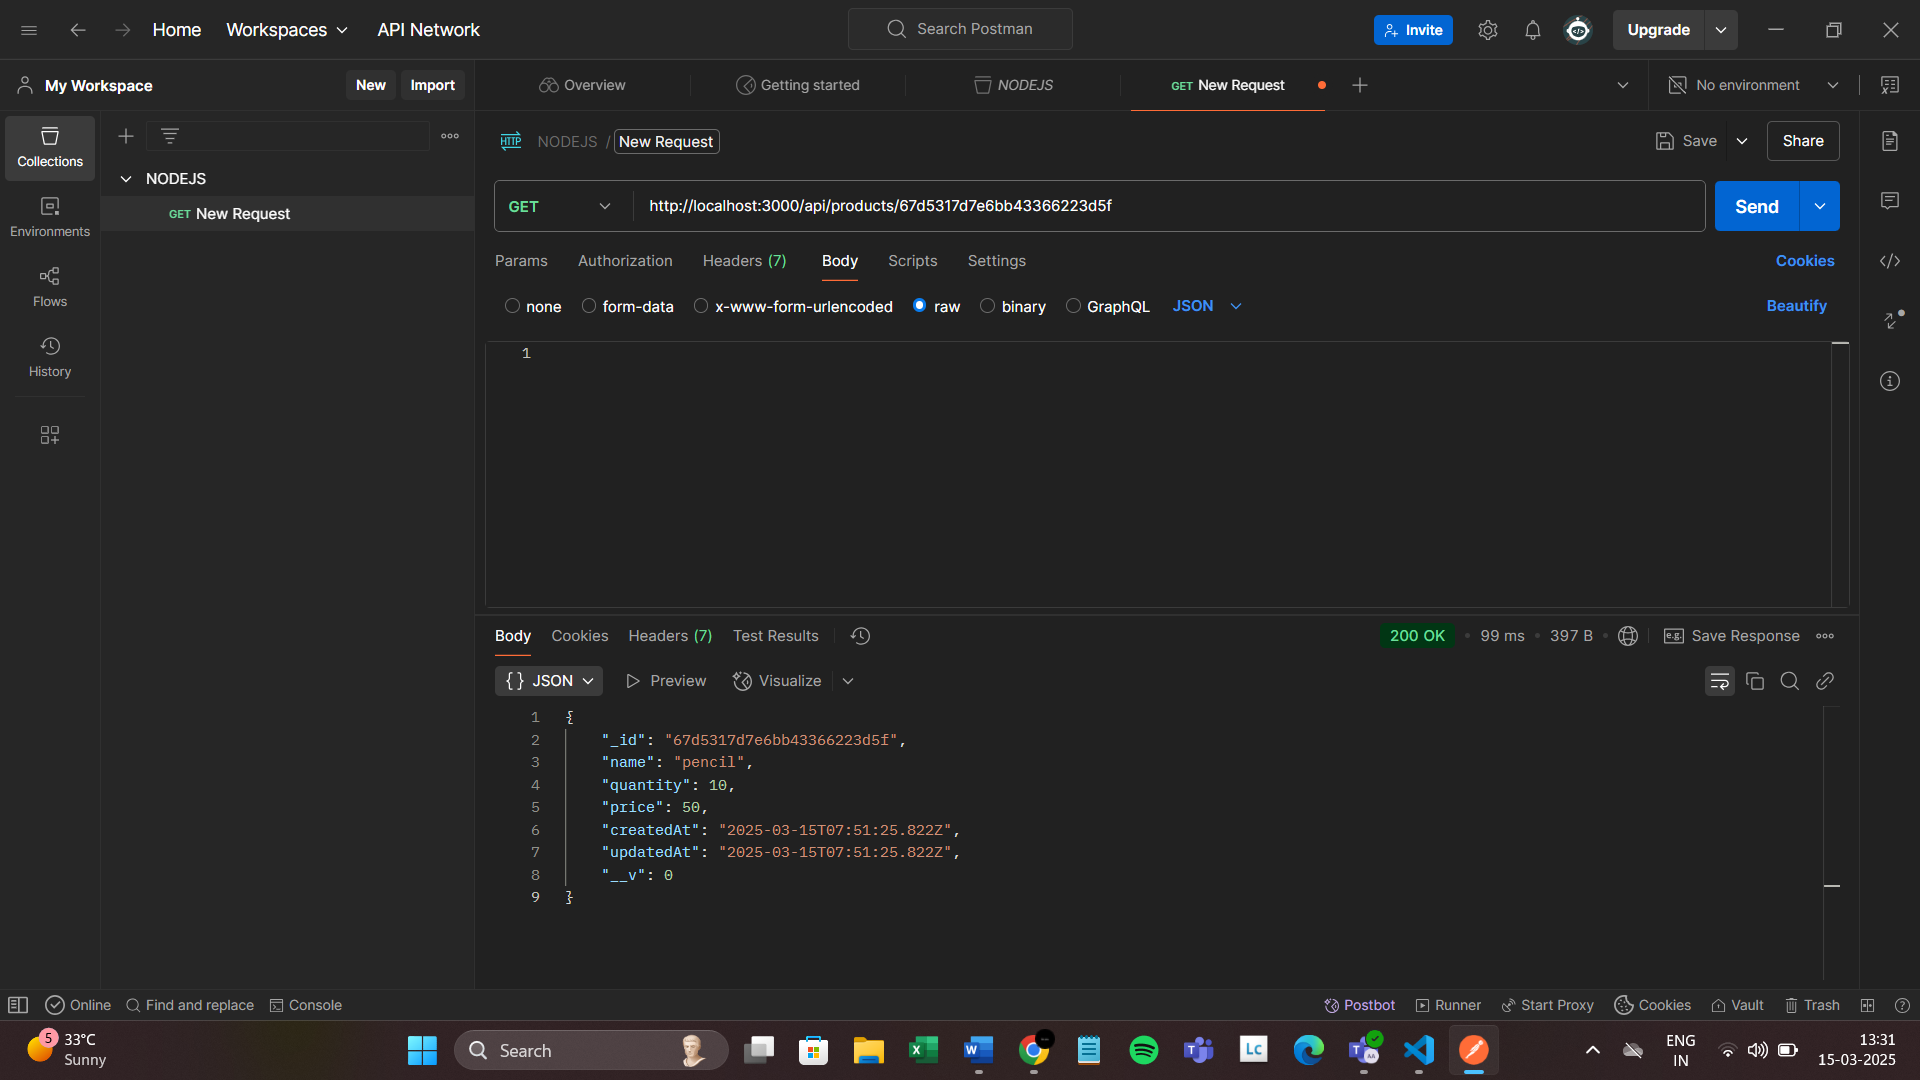 Home Workspaces API Network Search Postman Invite Upgrade
My Workspace New Import Overview Getting started NODEJS GET New Request No environment
Collections
Environments
Flows
History
NODEJS
GET New Request
HTTP NODEJS / New Request Save Share
GET http://localhost:3000/api/products/67d5317d7e6bb43366223d5f Send
Params Authorization Headers (7) Body Scripts Settings Cookies
none form-data x-www-form-urlencoded raw binary GraphQL JSON Beautify
1
Body Cookies Headers (7) Test Results 200 OK 99 ms 397 B e.g. Save Response
{} JSON Preview Visualize
1 {
2 "_id": "67d5317d7e6bb43366223d5f",
3 "name": "pencil",
4 "quantity": 10,
5 "price": 50,
6 "createdAt": "2025-03-15T07:51:25.822Z",
7 "updatedAt": "2025-03-15T07:51:25.822Z",
8 "__v": 0
9 }
Online Find and replace Console Postbot Runner Start Proxy Cookies Vault Trash
5 33°C
Sunny
Search
LC
ENG
IN
13:31
15-03-2025